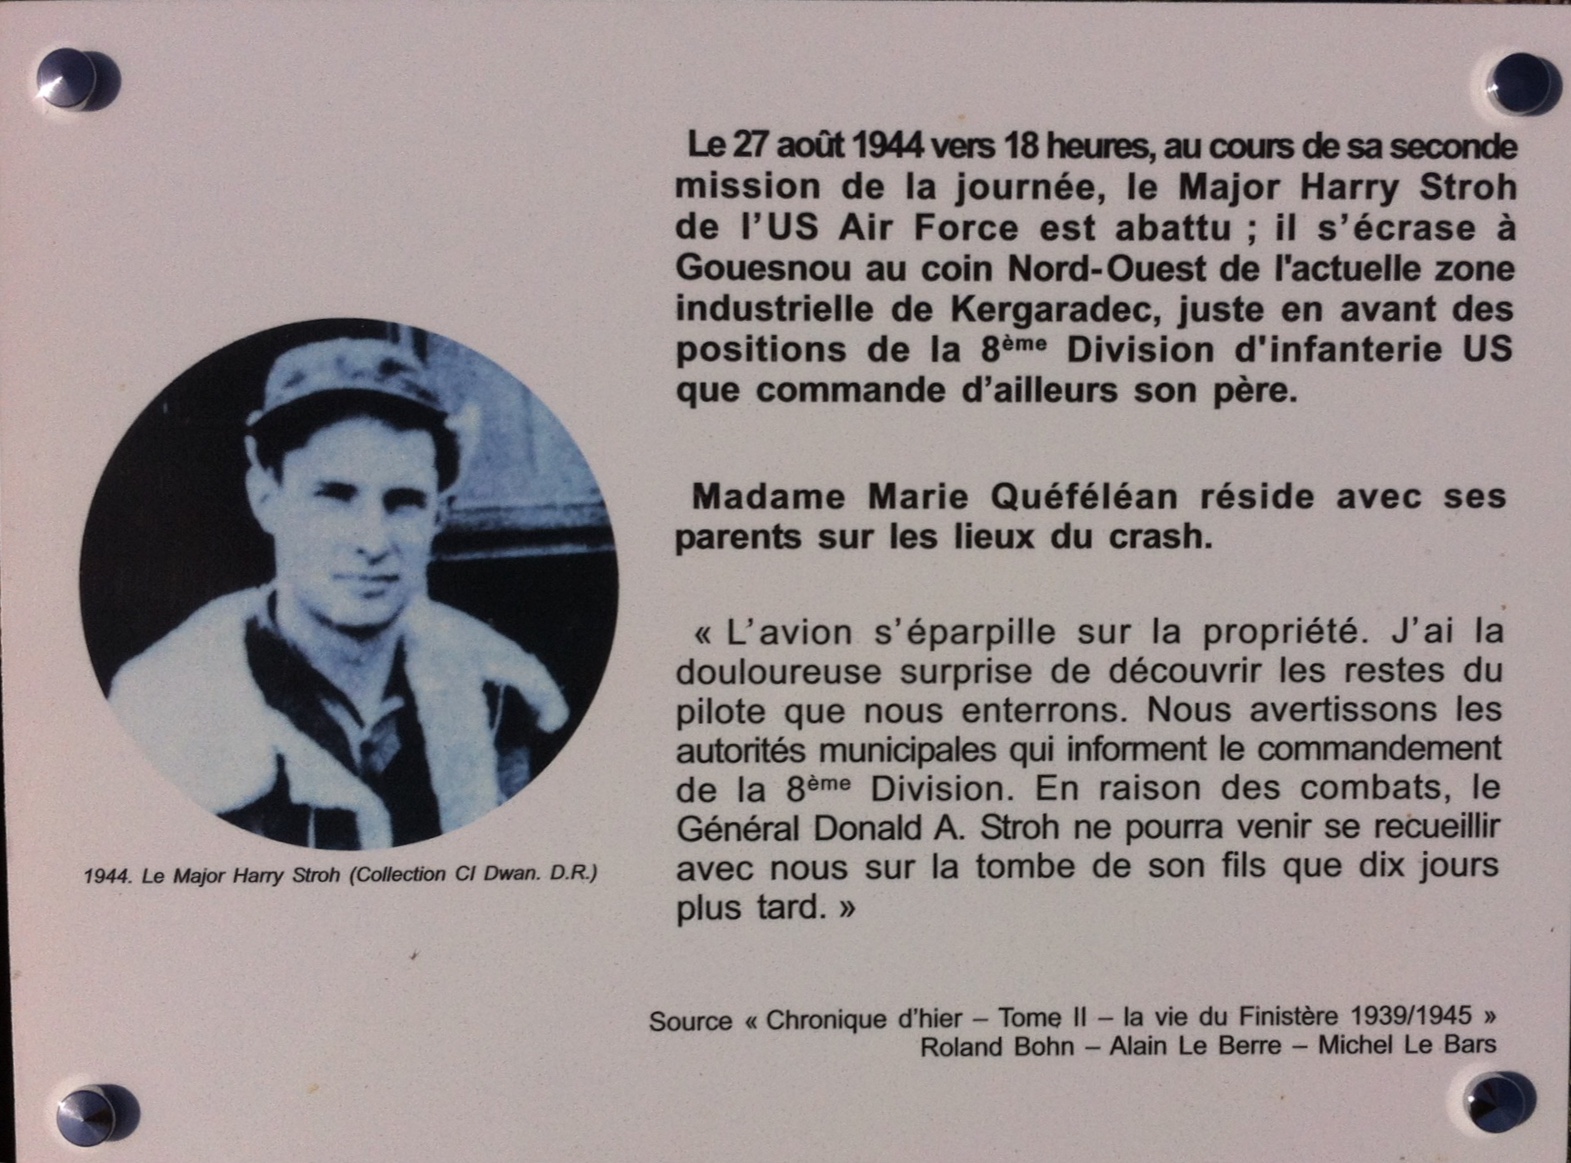 Le 27 août 1944 vers 18 heures, au cours de sa seconde
mission de la journée, le Major Harry Stroh
de l’US Air Force est abattu ; il s’écrase à
Gouesnou au coin Nord-Ouest de l'actuelle zone
industrielle de Kergaradec, juste en avant des
positions de la 8ème Division d'infanterie US
que commande d’ailleurs son père.
Madame Marie Quéféléan réside avec ses
parents sur les lieux du crash.
« L’avion s’éparpille sur la propriété. J’ai la
douloureuse surprise de découvrir les restes du
pilote que nous enterrons. Nous avertissons les
autorités municipales qui informent le commandement
de la 8ème Division. En raison des combats, le
Général Donald A. Stroh ne pourra venir se recueillir
avec nous sur la tombe de son fils que dix jours
plus tard. »
1944. Le Major Harry Stroh (Collection Cl Dwan. D.R.)
Source « Chronique d’hier – Tome II – la vie du Finistère 1939/1945 »
Roland Bohn – Alain Le Berre – Michel Le Bars